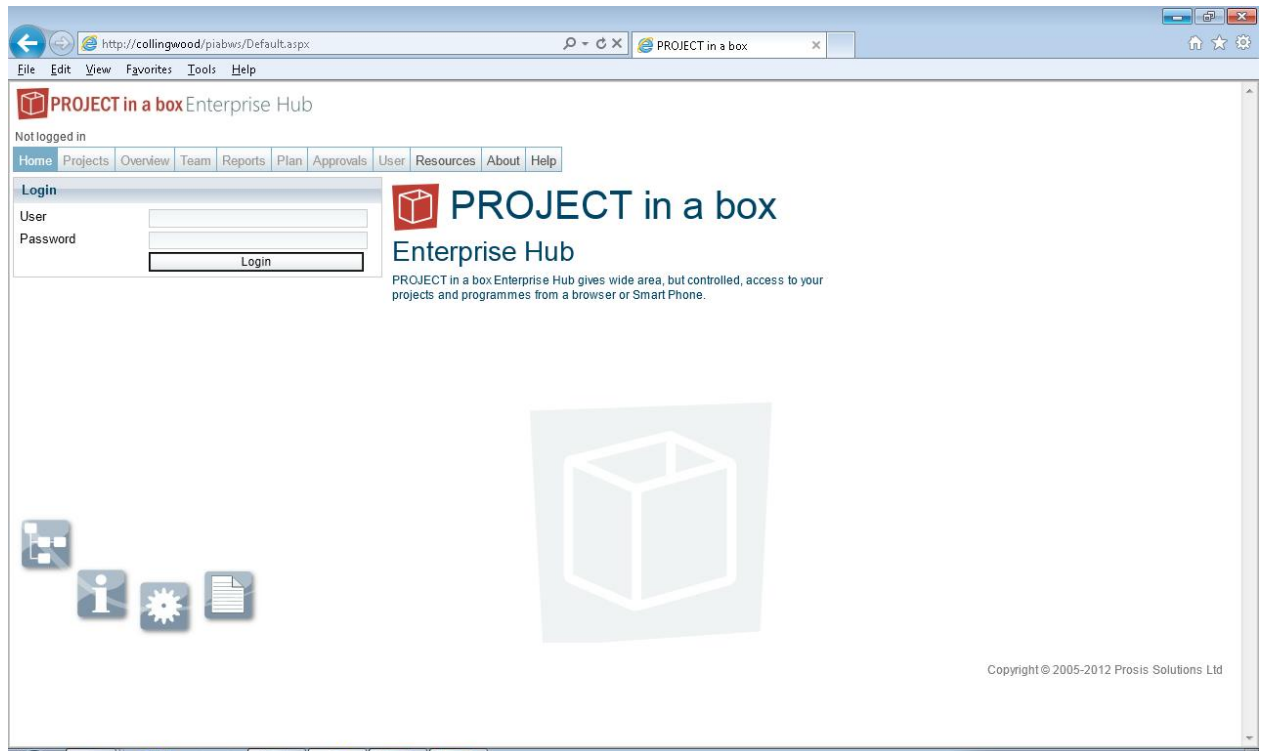 http://collingwood/piabws/Default.aspx
PROJECT in a box
File Edit View Favorites Tools Help
PROJECT in a box Enterprise Hub
Not logged in
Home Projects Overview Team Reports Plan Approvals User Resources About Help
Login
User
Password
Login
PROJECT in a box
Enterprise Hub
PROJECT in a box Enterprise Hub gives wide area, but controlled, access to your
projects and programmes from a browser or Smart Phone.
Copyright © 2005-2012 Prosis Solutions Ltd